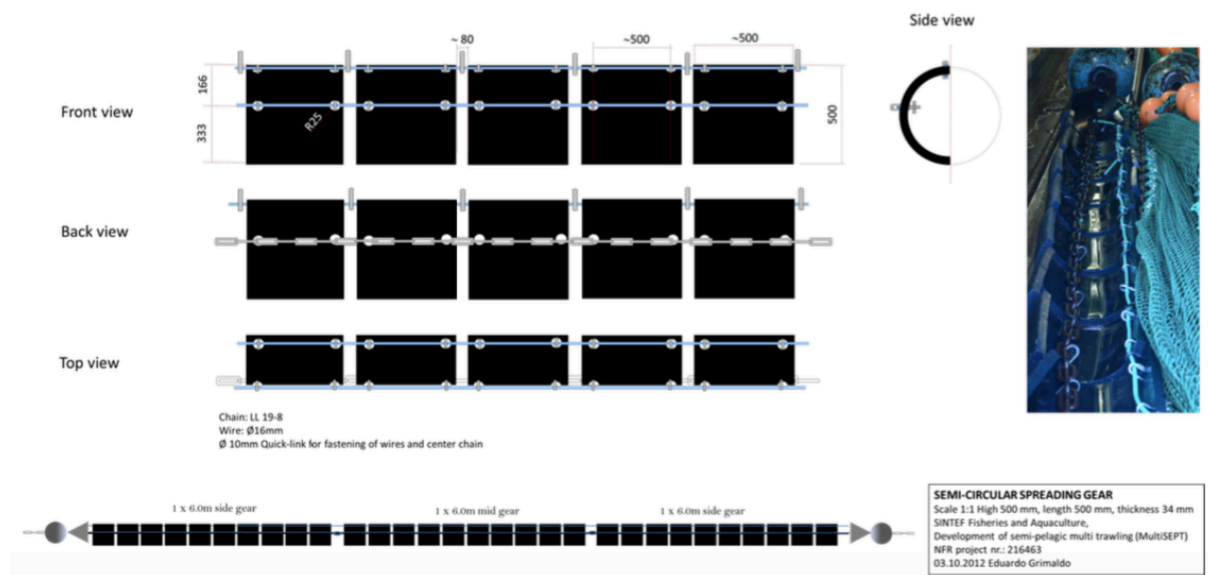 Side view
~ 80
~500
~500
166
Front view
R25
333
500
Back view
Top view
Chain: LL 19-8
Wire: Ø16mm
Ø 10mm Quick-link for fastening of wires and center chain
1 x 6.0m side gear
1 x 6.0m mid gear
1 x 6.0m side gear
SEMI-CIRCULAR SPREADING GEAR
Scale 1:1 High 500 mm, length 500 mm, thickness 34 mm
SINTEF Fisheries and Aquaculture,
Development of semi-pelagic multi trawling (MultiSEPT)
NFR project nr.: 216463
03.10.2012 Eduardo Grimaldo